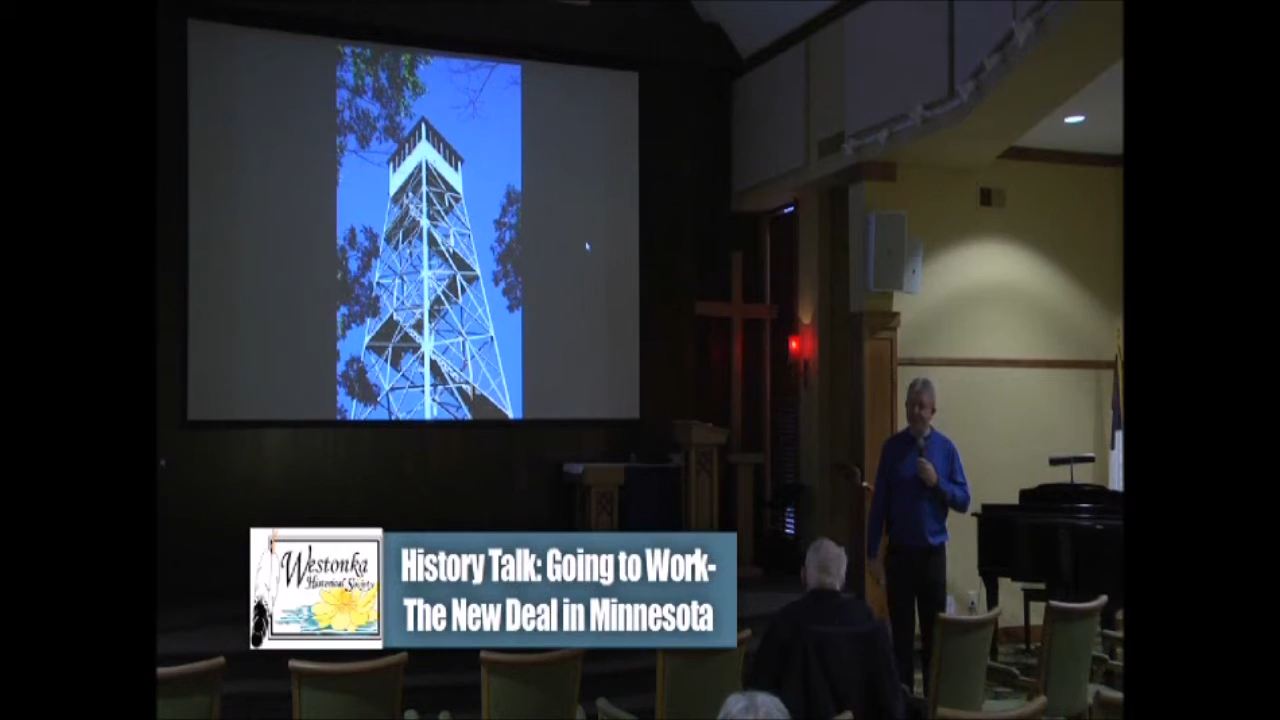 Westonka
Historical Society
History Talk: Going to Work-
The New Deal in Minnesota